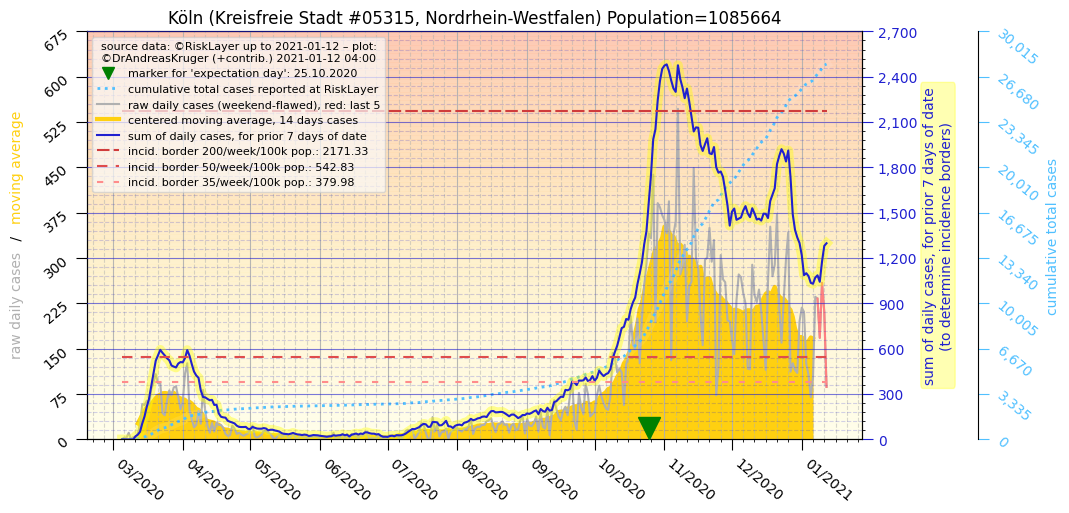 Köln (Kreisfreie Stadt #05315, Nordrhein-Westfalen) Population=1085664
source data: ©RiskLayer up to 2021-01-12 – plot:
©DrAndreasKruger (+contrib.) 2021-01-12 04:00
marker for 'expectation day': 25.10.2020
cumulative total cases reported at RiskLayer
raw daily cases (weekend-flawed), red: last 5
centered moving average, 14 days cases
sum of daily cases, for prior 7 days of date
incid. border 200/week/100k pop.: 2171.33
incid. border 50/week/100k pop.: 542.83
incid. border 35/week/100k pop.: 379.98
raw daily cases / moving average
675
600
525
450
375
300
225
150
75
0
03/2020
04/2020
05/2020
06/2020
07/2020
08/2020
09/2020
10/2020
11/2020
12/2020
01/2021
2,700
2,400
2,100
1,800
1,500
1,200
900
600
300
0
sum of daily cases, for prior 7 days of date
(to determine incidence borders)
30,015
26,680
23,345
20,010
16,675
13,340
10,005
6,670
3,335
0
cumulative total cases